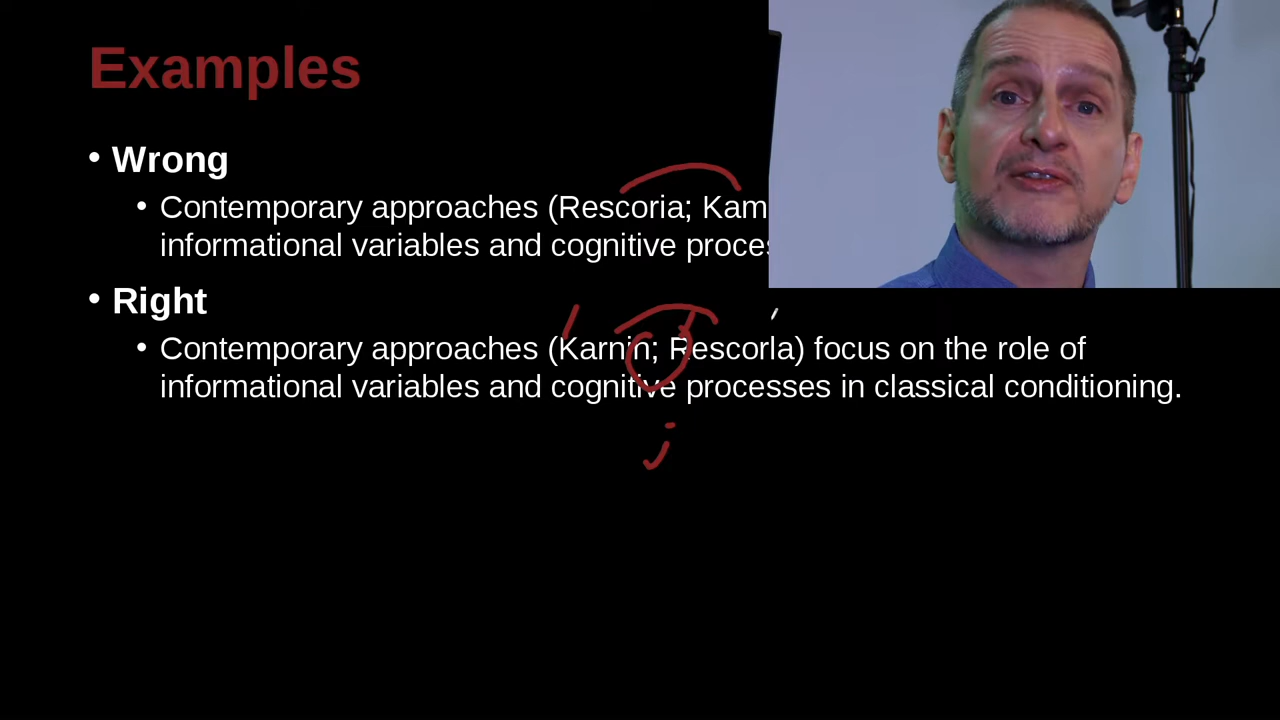 Examples
• Wrong
• Contemporary approaches (Rescoria; Kam
informational variables and cognitive proces
• Right
• Contemporary approaches (Karnin; Rescorla) focus on the role of
informational variables and cognitive processes in classical conditioning.
;